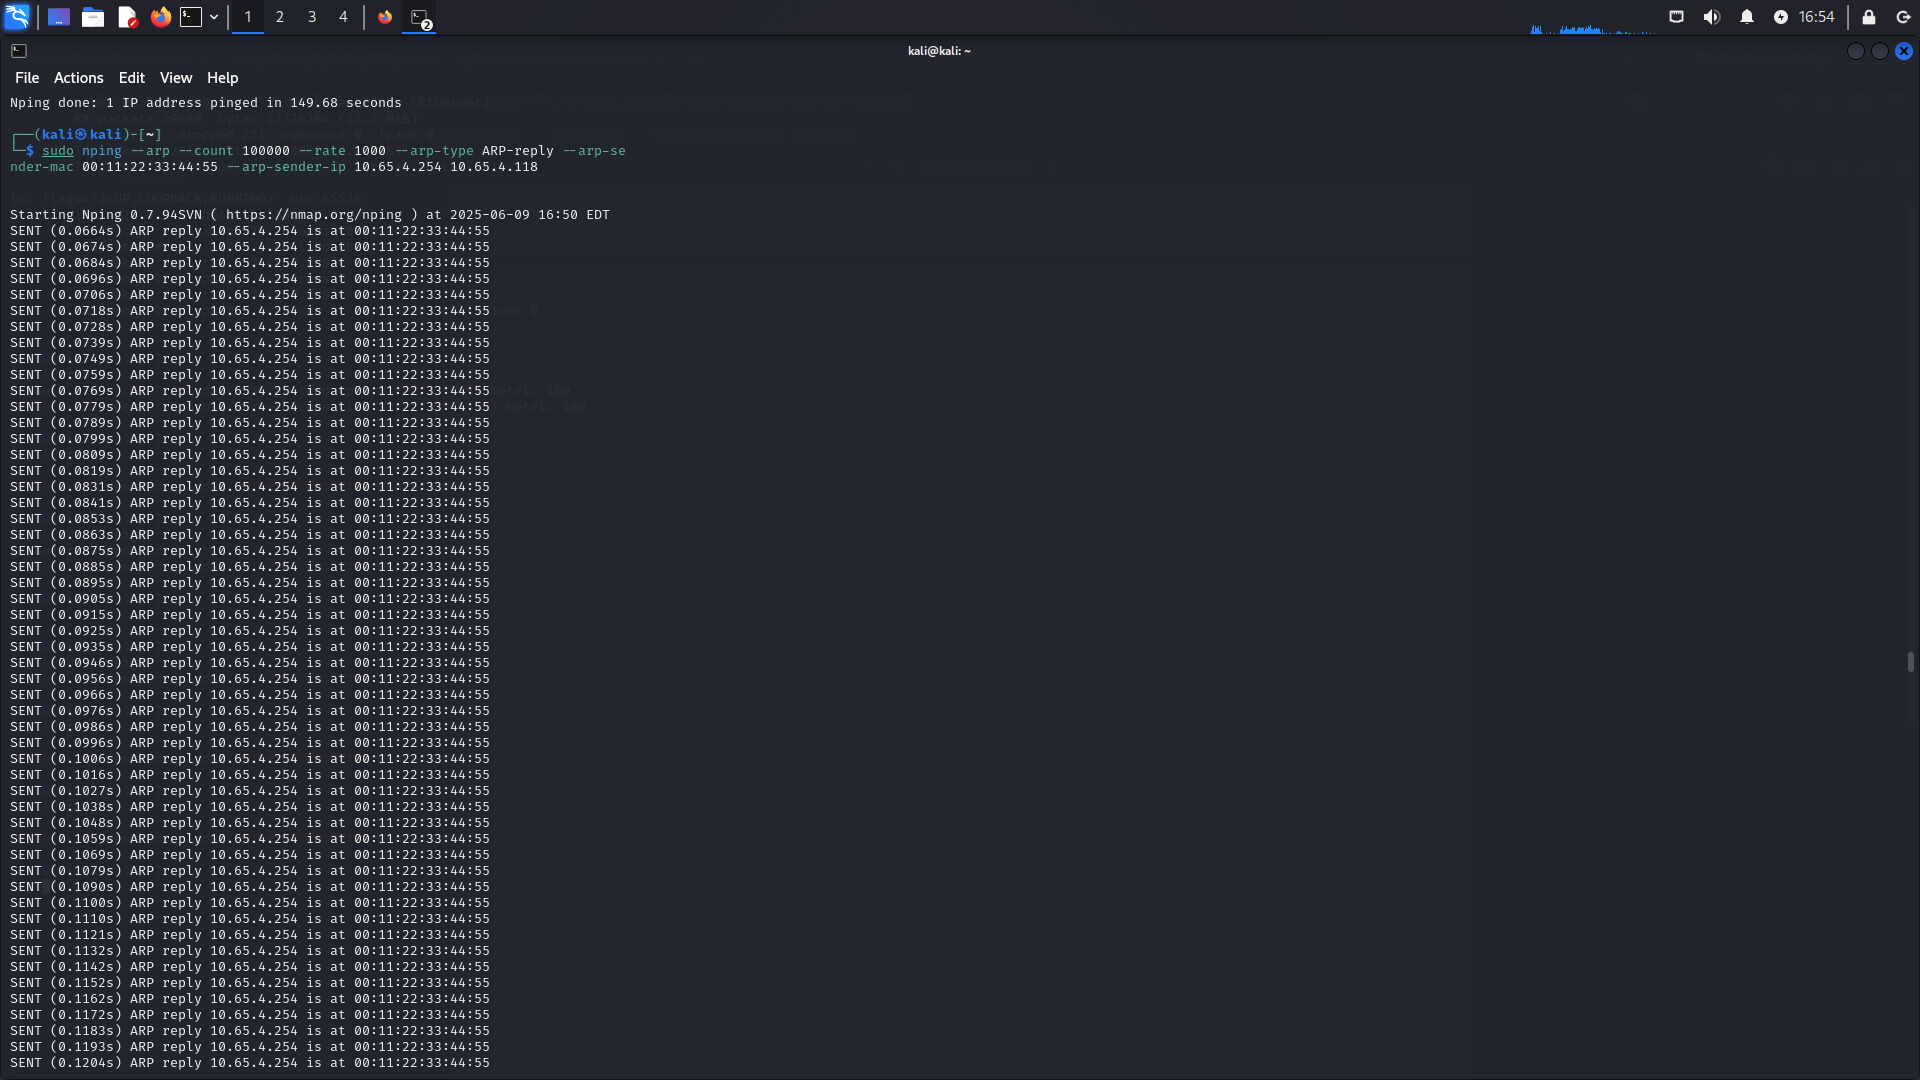 1 2 3 4 2 16:54
kali@kali: ~
File Actions Edit View Help
Nping done: 1 IP address pinged in 149.68 seconds (Ethernet)
RX packets 29680 bytes 32726364 (31.2 MiB)
┌──(kali㉿kali)-[~] dropped 251 overruns 0 frame 0
└─$ sudo nping --arp --count 100000 --rate 1000 --arp-type ARP-reply --arp-se
nder-mac 00:11:22:33:44:55 --arp-sender-ip 10.65.4.254 10.65.4.118
lo: flags=73<UP,LOOPBACK,RUNNING> mtu 65536
Starting Nping 0.7.94SVN ( https://nmap.org/nping ) at 2025-06-09 16:50 EDT
SENT (0.0664s) ARP reply 10.65.4.254 is at 00:11:22:33:44:55
SENT (0.0674s) ARP reply 10.65.4.254 is at 00:11:22:33:44:55
SENT (0.0684s) ARP reply 10.65.4.254 is at 00:11:22:33:44:55
SENT (0.0696s) ARP reply 10.65.4.254 is at 00:11:22:33:44:55
SENT (0.0706s) ARP reply 10.65.4.254 is at 00:11:22:33:44:55
SENT (0.0718s) ARP reply 10.65.4.254 is at 00:11:22:33:44:55
SENT (0.0728s) ARP reply 10.65.4.254 is at 00:11:22:33:44:55
SENT (0.0739s) ARP reply 10.65.4.254 is at 00:11:22:33:44:55
SENT (0.0749s) ARP reply 10.65.4.254 is at 00:11:22:33:44:55
SENT (0.0759s) ARP reply 10.65.4.254 is at 00:11:22:33:44:55
SENT (0.0769s) ARP reply 10.65.4.254 is at 00:11:22:33:44:55 metric 100
SENT (0.0779s) ARP reply 10.65.4.254 is at 00:11:22:33:44:55 metric 100
SENT (0.0789s) ARP reply 10.65.4.254 is at 00:11:22:33:44:55
SENT (0.0799s) ARP reply 10.65.4.254 is at 00:11:22:33:44:55
SENT (0.0809s) ARP reply 10.65.4.254 is at 00:11:22:33:44:55
SENT (0.0819s) ARP reply 10.65.4.254 is at 00:11:22:33:44:55
SENT (0.0831s) ARP reply 10.65.4.254 is at 00:11:22:33:44:55
SENT (0.0841s) ARP reply 10.65.4.254 is at 00:11:22:33:44:55
SENT (0.0853s) ARP reply 10.65.4.254 is at 00:11:22:33:44:55
SENT (0.0863s) ARP reply 10.65.4.254 is at 00:11:22:33:44:55
SENT (0.0875s) ARP reply 10.65.4.254 is at 00:11:22:33:44:55
SENT (0.0885s) ARP reply 10.65.4.254 is at 00:11:22:33:44:55
SENT (0.0895s) ARP reply 10.65.4.254 is at 00:11:22:33:44:55
SENT (0.0905s) ARP reply 10.65.4.254 is at 00:11:22:33:44:55
SENT (0.0915s) ARP reply 10.65.4.254 is at 00:11:22:33:44:55
SENT (0.0925s) ARP reply 10.65.4.254 is at 00:11:22:33:44:55
SENT (0.0935s) ARP reply 10.65.4.254 is at 00:11:22:33:44:55
SENT (0.0946s) ARP reply 10.65.4.254 is at 00:11:22:33:44:55
SENT (0.0956s) ARP reply 10.65.4.254 is at 00:11:22:33:44:55
SENT (0.0966s) ARP reply 10.65.4.254 is at 00:11:22:33:44:55
SENT (0.0976s) ARP reply 10.65.4.254 is at 00:11:22:33:44:55
SENT (0.0986s) ARP reply 10.65.4.254 is at 00:11:22:33:44:55
SENT (0.0996s) ARP reply 10.65.4.254 is at 00:11:22:33:44:55
SENT (0.1006s) ARP reply 10.65.4.254 is at 00:11:22:33:44:55
SENT (0.1016s) ARP reply 10.65.4.254 is at 00:11:22:33:44:55
SENT (0.1027s) ARP reply 10.65.4.254 is at 00:11:22:33:44:55
SENT (0.1038s) ARP reply 10.65.4.254 is at 00:11:22:33:44:55
SENT (0.1048s) ARP reply 10.65.4.254 is at 00:11:22:33:44:55
SENT (0.1059s) ARP reply 10.65.4.254 is at 00:11:22:33:44:55
SENT (0.1069s) ARP reply 10.65.4.254 is at 00:11:22:33:44:55
SENT (0.1079s) ARP reply 10.65.4.254 is at 00:11:22:33:44:55
SENT (0.1090s) ARP reply 10.65.4.254 is at 00:11:22:33:44:55
SENT (0.1100s) ARP reply 10.65.4.254 is at 00:11:22:33:44:55
SENT (0.1110s) ARP reply 10.65.4.254 is at 00:11:22:33:44:55
SENT (0.1121s) ARP reply 10.65.4.254 is at 00:11:22:33:44:55
SENT (0.1132s) ARP reply 10.65.4.254 is at 00:11:22:33:44:55
SENT (0.1142s) ARP reply 10.65.4.254 is at 00:11:22:33:44:55
SENT (0.1152s) ARP reply 10.65.4.254 is at 00:11:22:33:44:55
SENT (0.1162s) ARP reply 10.65.4.254 is at 00:11:22:33:44:55
SENT (0.1172s) ARP reply 10.65.4.254 is at 00:11:22:33:44:55
SENT (0.1183s) ARP reply 10.65.4.254 is at 00:11:22:33:44:55
SENT (0.1193s) ARP reply 10.65.4.254 is at 00:11:22:33:44:55
SENT (0.1204s) ARP reply 10.65.4.254 is at 00:11:22:33:44:55